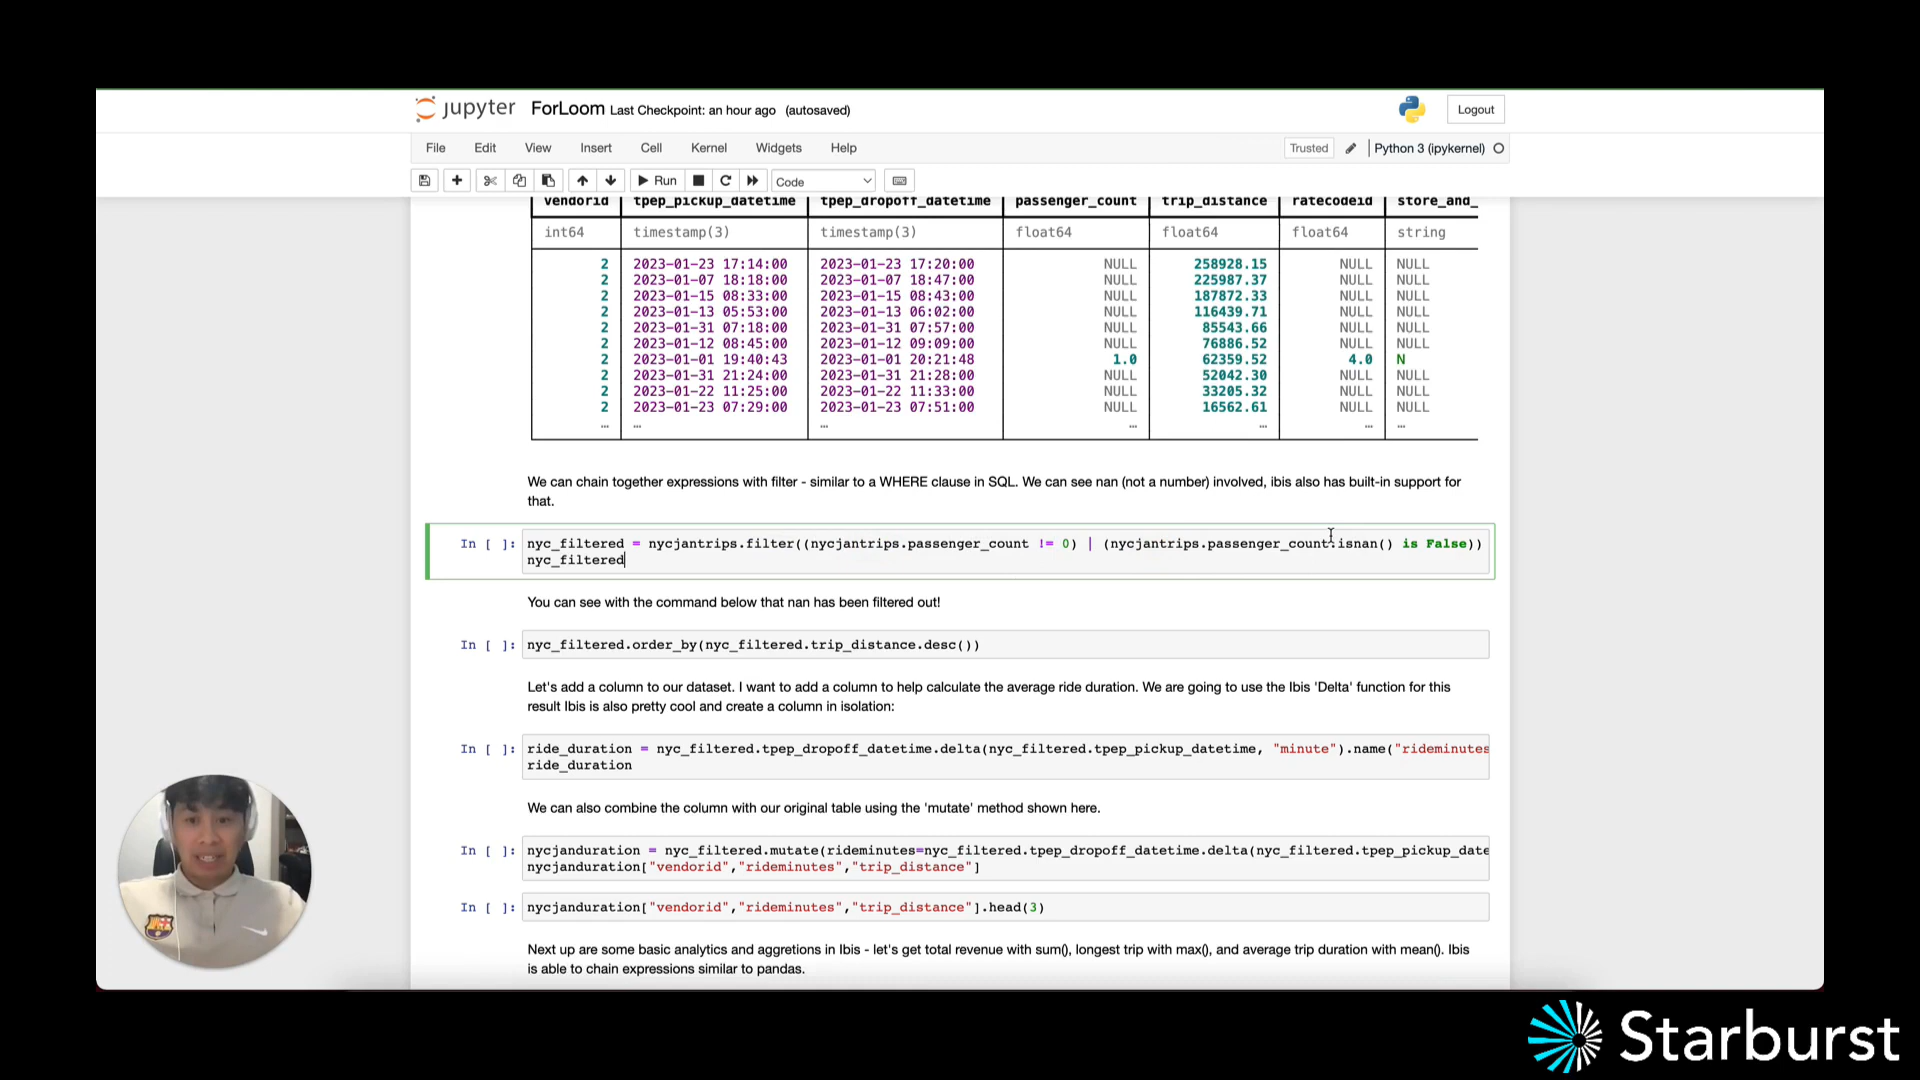 jupyter ForLoom Last Checkpoint: an hour ago (autosaved) Logout
File Edit View Insert Cell Kernel Widgets Help Trusted Python 3 (ipykernel)
Run Code
vendorid tpep_pickup_datetime tpep_dropoff_datetime passenger_count trip_distance ratecodeid store_and_
int64 timestamp(3) timestamp(3) float64 float64 float64 string
2 2023-01-23 17:14:00 2023-01-23 17:20:00 NULL 258928.15 NULL NULL
2 2023-01-07 18:18:00 2023-01-07 18:47:00 NULL 225987.37 NULL NULL
2 2023-01-15 08:33:00 2023-01-15 08:43:00 NULL 187872.33 NULL NULL
2 2023-01-13 05:53:00 2023-01-13 06:02:00 NULL 116439.71 NULL NULL
2 2023-01-31 07:18:00 2023-01-31 07:57:00 NULL 85543.66 NULL NULL
2 2023-01-12 08:45:00 2023-01-12 09:09:00 NULL 76886.52 NULL NULL
2 2023-01-01 19:40:43 2023-01-01 20:21:48 1.0 62359.52 4.0 N
2 2023-01-31 21:24:00 2023-01-31 21:28:00 NULL 52042.30 NULL NULL
2 2023-01-22 11:25:00 2023-01-22 11:33:00 NULL 33205.32 NULL NULL
2 2023-01-23 07:29:00 2023-01-23 07:51:00 NULL 16562.61 NULL NULL
… … … … … … …
We can chain together expressions with filter - similar to a WHERE clause in SQL. We can see nan (not a number) involved, ibis also has built-in support for
that.
In [ ]: nyc_filtered = nycjantrips.filter((nycjantrips.passenger_count != 0) | (nycjantrips.passenger_count.isnan() is False))
nyc_filtered
You can see with the command below that nan has been filtered out!
In [ ]: nyc_filtered.order_by(nyc_filtered.trip_distance.desc())
Let's add a column to our dataset. I want to add a column to help calculate the average ride duration. We are going to use the Ibis 'Delta' function for this
result Ibis is also pretty cool and create a column in isolation:
In [ ]: ride_duration = nyc_filtered.tpep_dropoff_datetime.delta(nyc_filtered.tpep_pickup_datetime, "minute").name("rideminutes
ride_duration
We can also combine the column with our original table using the 'mutate' method shown here.
In [ ]: nycjanduration = nyc_filtered.mutate(rideminutes=nyc_filtered.tpep_dropoff_datetime.delta(nyc_filtered.tpep_pickup_date
nycjanduration["vendorid","rideminutes","trip_distance"]
In [ ]: nycjanduration["vendorid","rideminutes","trip_distance"].head(3)
Next up are some basic analytics and aggretions in Ibis - let's get total revenue with sum(), longest trip with max(), and average trip duration with mean(). Ibis
is able to chain expressions similar to pandas.
Starburst